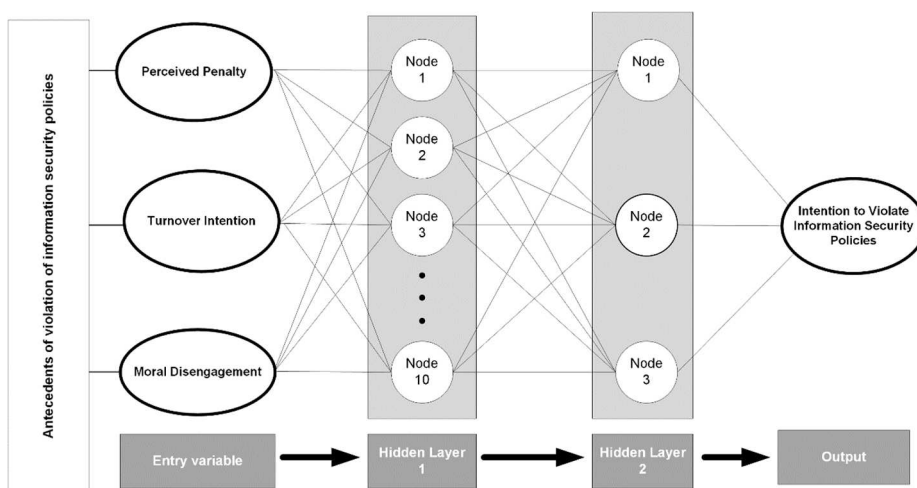 Antecedents of violation of information security policies
Perceived Penalty
Turnover Intention
Moral Disengagement
Node
1
Node
2
Node
3
Node
10
Node
1
Node
2
Node
3
Intention to Violate
Information Security
Policies
Entry variable
Hidden Layer
1
Hidden Layer
2
Output